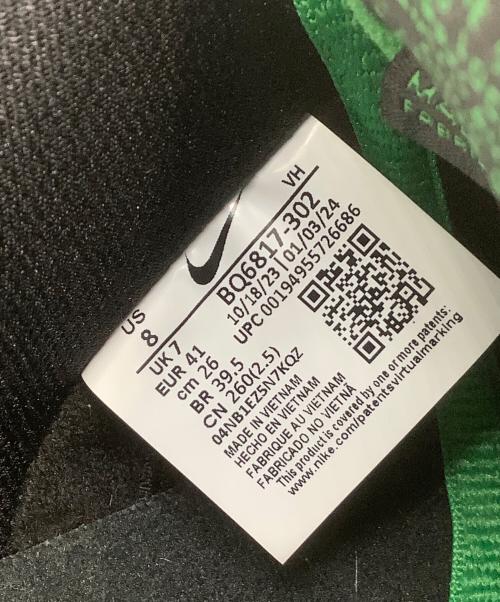 VH
US
8
UK 7
EUR 41
cm 26
BR 39.5
CN 260(2.5)
04NB1EZ5N7KQZ
BQ6817-302
10/18/23 01/03/24
UPC 00194955726686
MADE IN VIETNAM
HECHO EN VIETNAM
FABRIQUE AU VIETNAM
FABRICADO NO VIETNÃ
This product is covered by one or more patents:
www.nike.com/patentsvirtualmarking